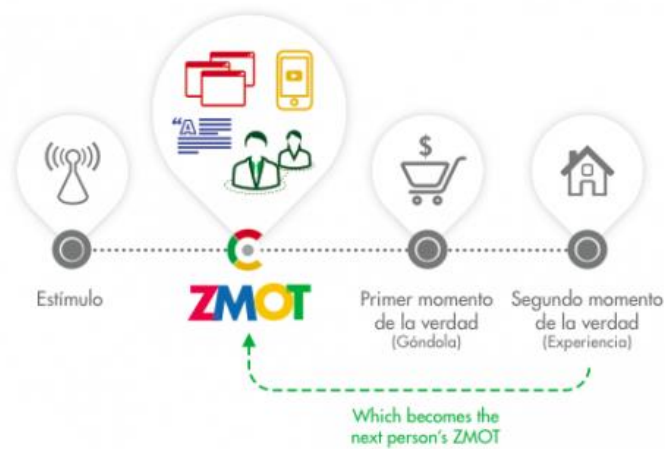 $
“A
Estímulo
ZMOT
Primer momento
de la verdad
(Góndola)
Segundo momento
de la verdad
(Experiencia)
Which becomes the
next person's ZMOT